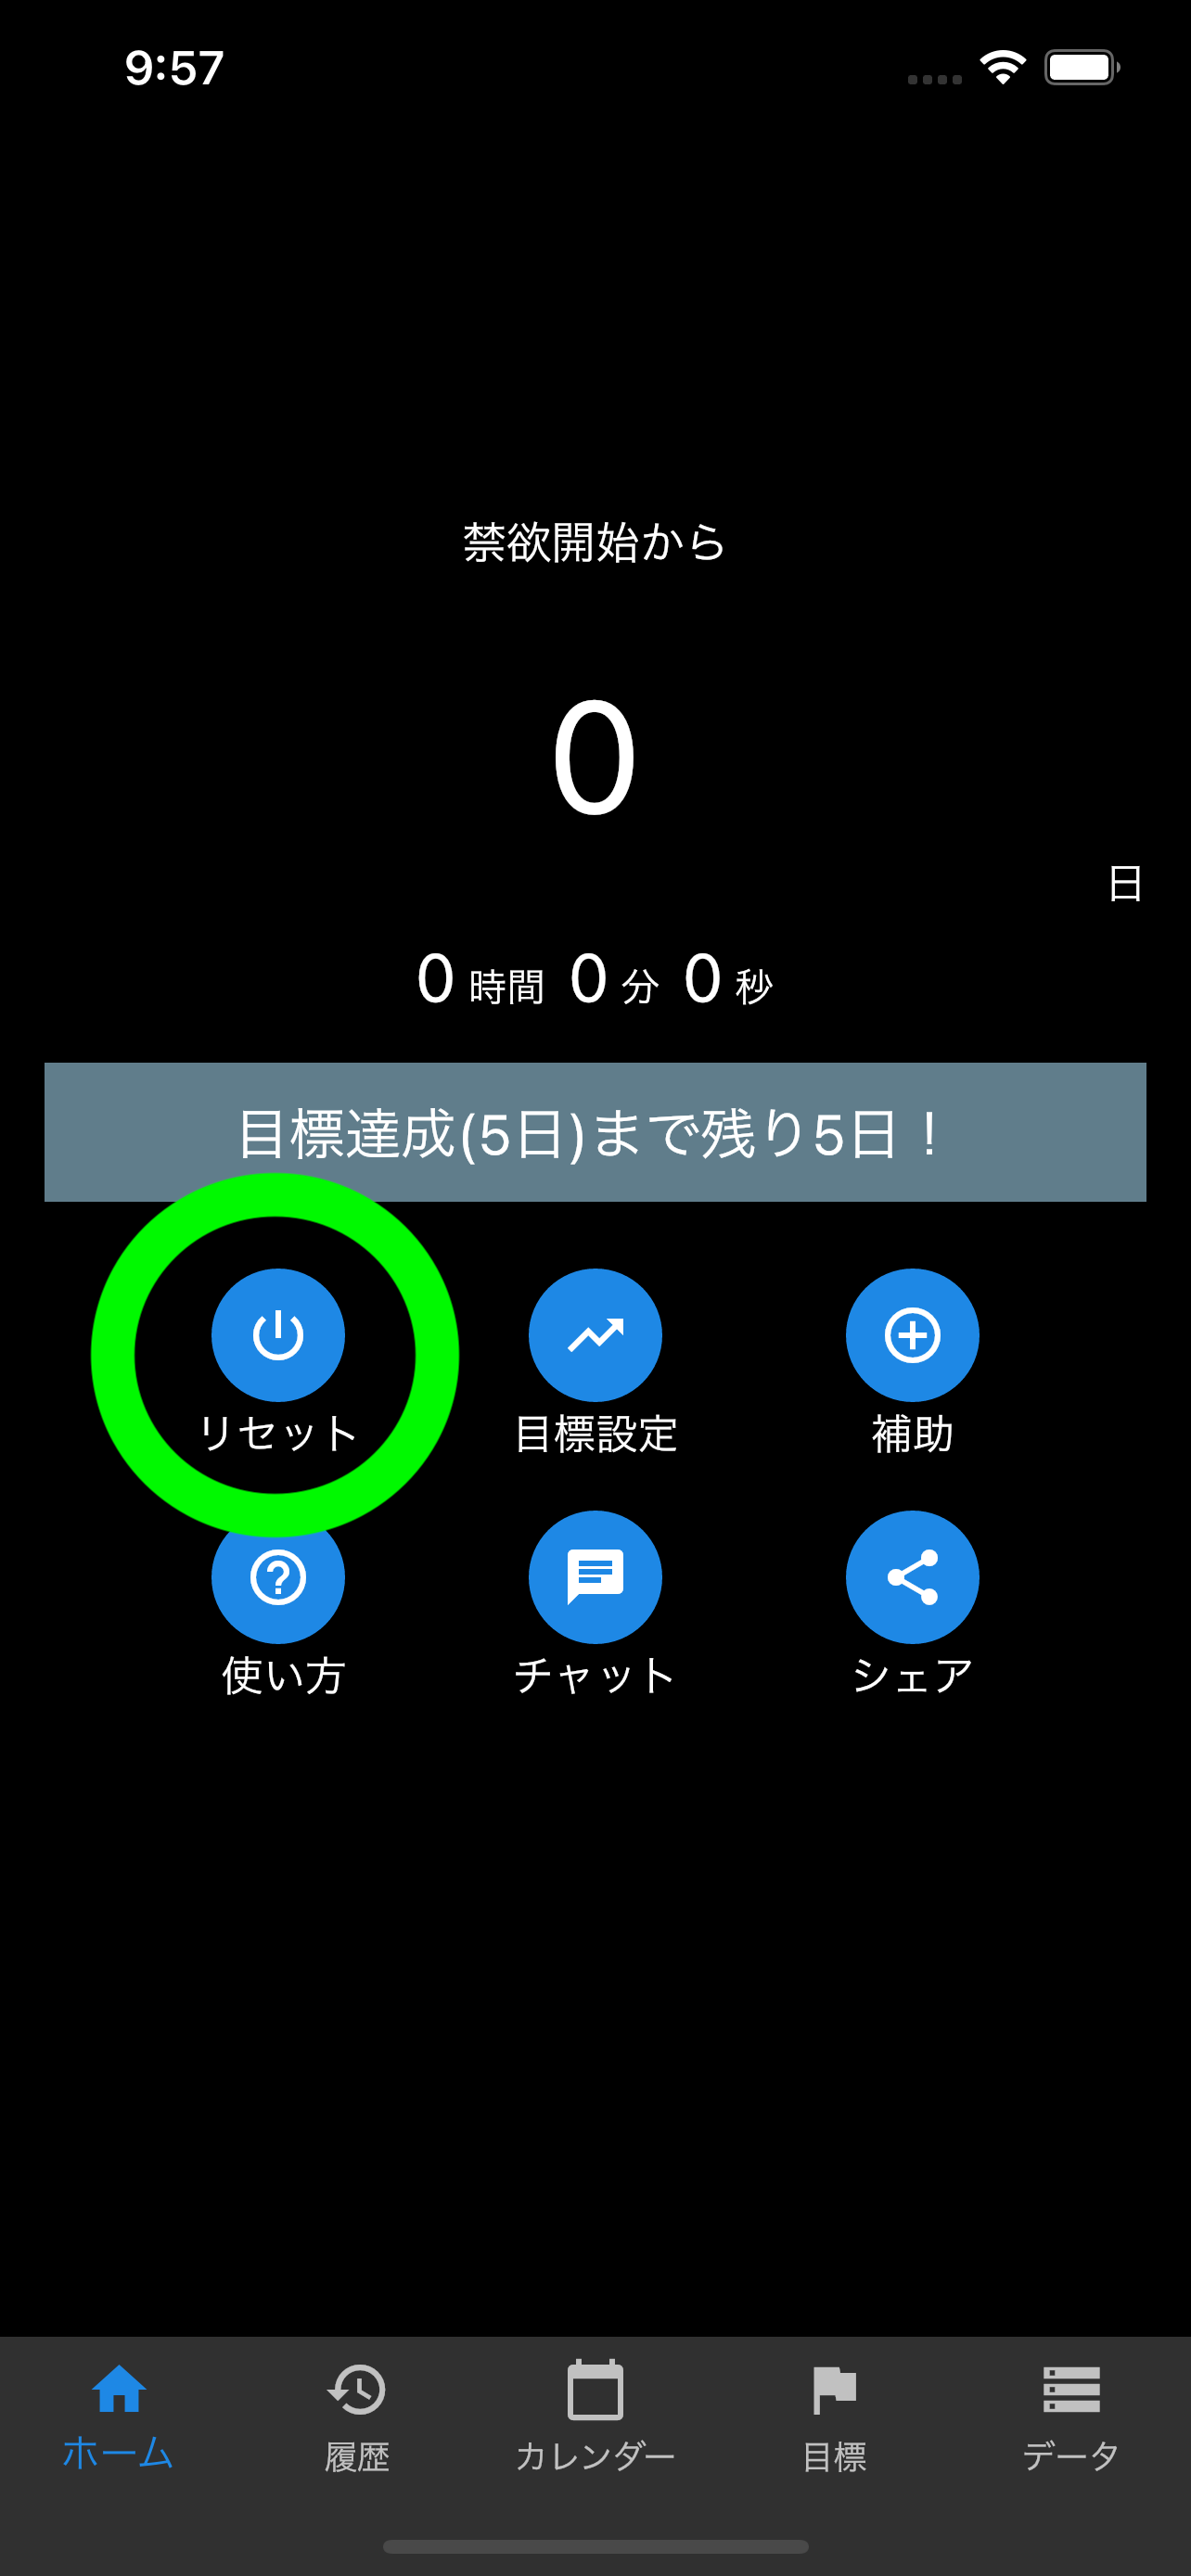 9:57
禁欲開始から
0
日
0 時間 0 分 0 秒
目標達成(5日)まで残り5日！
リセット 目標設定 補助
使い方 チャット シェア
ホーム 履歴 カレンダー 目標 データ